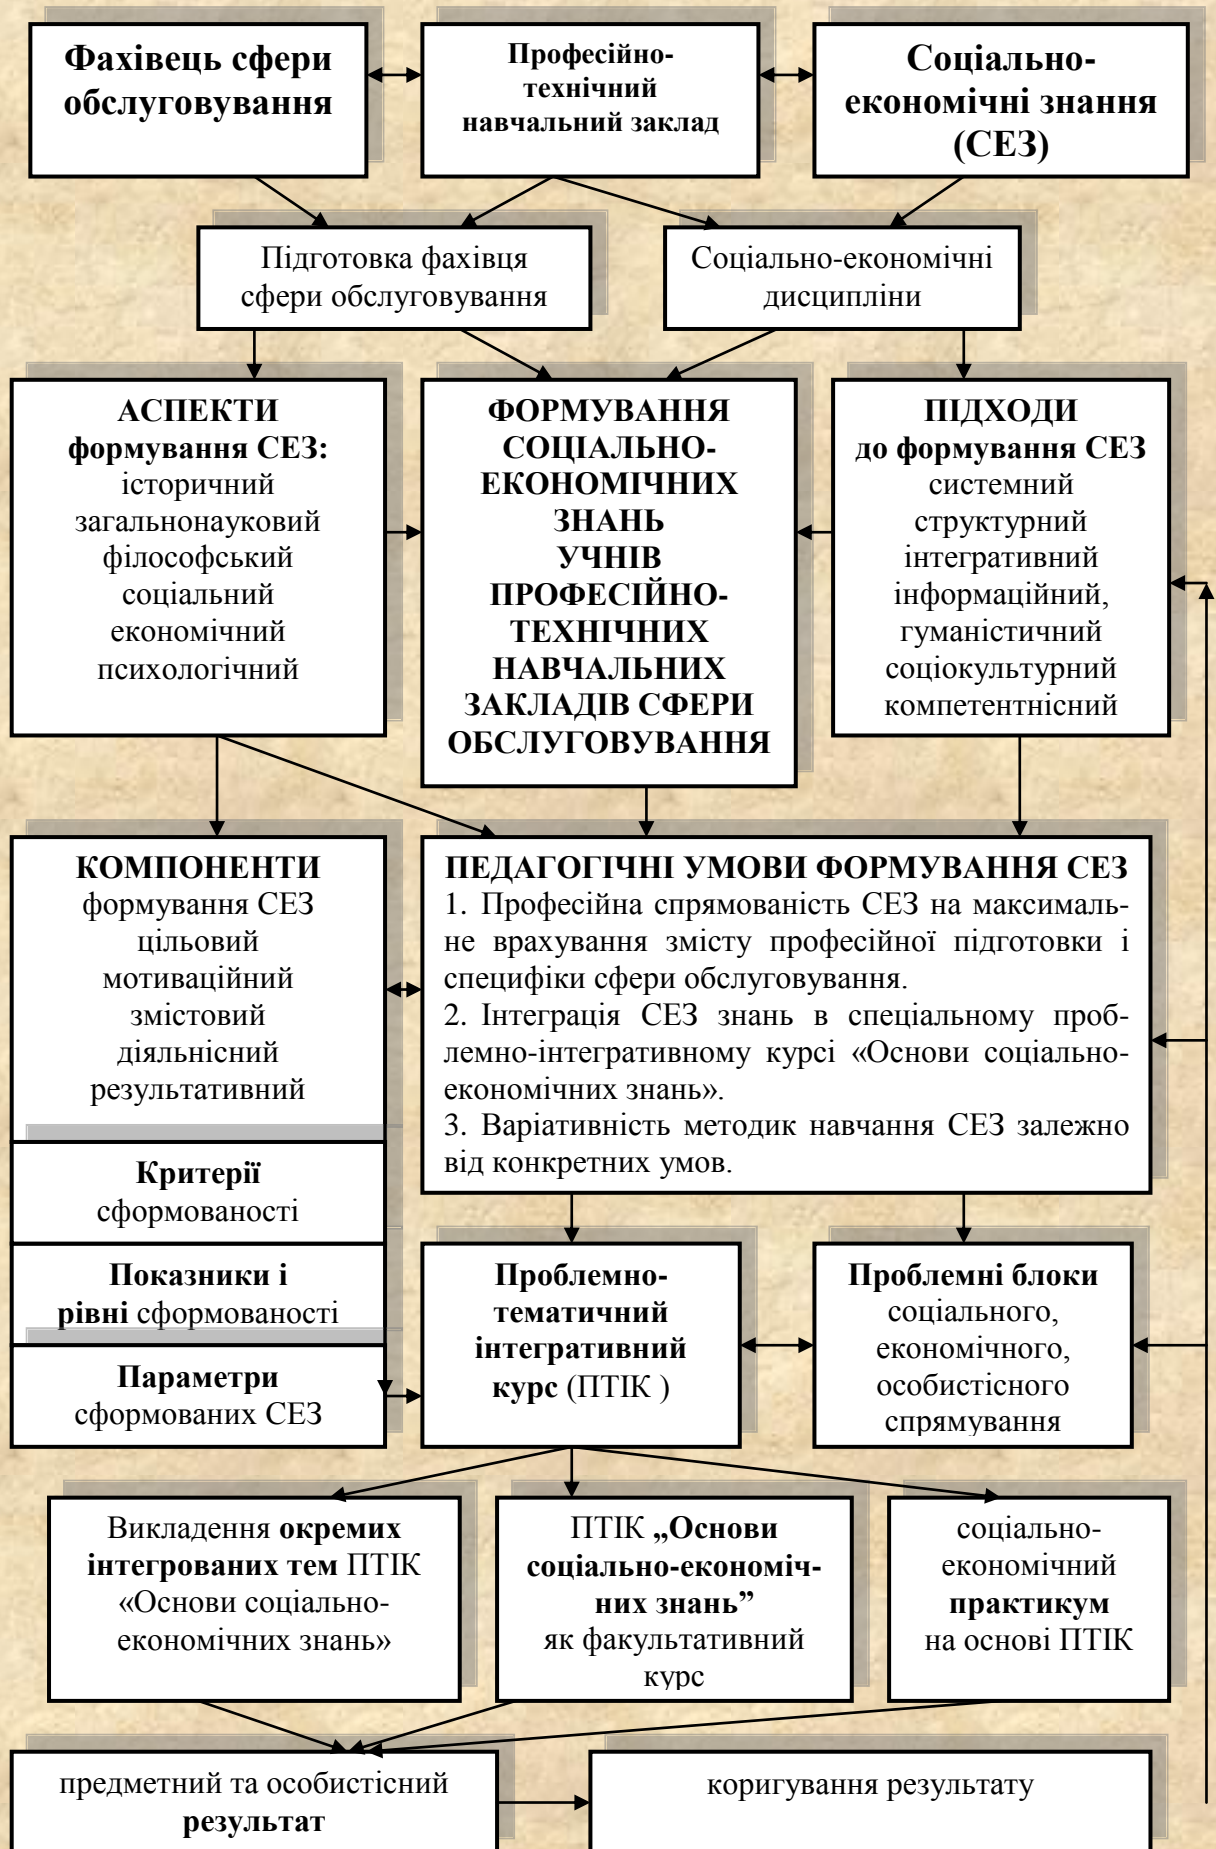 Фахівець сфери
обслуговування
Професійно-
технічний
навчальний заклад
Соціально-
економічні знання
(СЕЗ)
Підготовка фахівця
сфери обслуговування
Соціально-економічні
дисципліни
АСПЕКТИ
формування СЕЗ:
історичний
загальнонауковий
філософський
соціальний
економічний
психологічний
ФОРМУВАННЯ
СОЦІАЛЬНО-
ЕКОНОМІЧНИХ
ЗНАНЬ
УЧНІВ
ПРОФЕСІЙНО-
ТЕХНІЧНИХ
НАВЧАЛЬНИХ
ЗАКЛАДІВ СФЕРИ
ОБСЛУГОВУВАННЯ
ПІДХОДИ
до формування СЕЗ
системний
структурний
інтегративний
інформаційний,
гуманістичний
соціокультурний
компетентнісний
КОМПОНЕНТИ
формування СЕЗ
цільовий
мотиваційний
змістовий
діяльнісний
результативний
Критерії
сформованості
Показники і
рівні сформованості
Параметри
сформованих СЕЗ
ПЕДАГОГІЧНІ УМОВИ ФОРМУВАННЯ СЕЗ
1. Професійна спрямованість СЕЗ на максималь-
не врахування змісту професійної підготовки і
специфіки сфери обслуговування.
2. Інтеграція СЕЗ знань в спеціальному проб-
лемно-інтегративному курсі «Основи соціально-
економічних знань».
3. Варіативність методик навчання СЕЗ залежно
від конкретних умов.
Проблемно-
тематичний
інтегративний
курс (ПТІК )
Проблемні блоки
соціального,
економічного,
особистісного
спрямування
Викладення окремих
інтегрованих тем ПТІК
«Основи соціально-
економічних знань»
ПТІК „Основи
соціально-економіч-
них знань”
як факультативний
курс
соціально-
економічний
практикум
на основі ПТІК
предметний та особистісний
результат
коригування результату